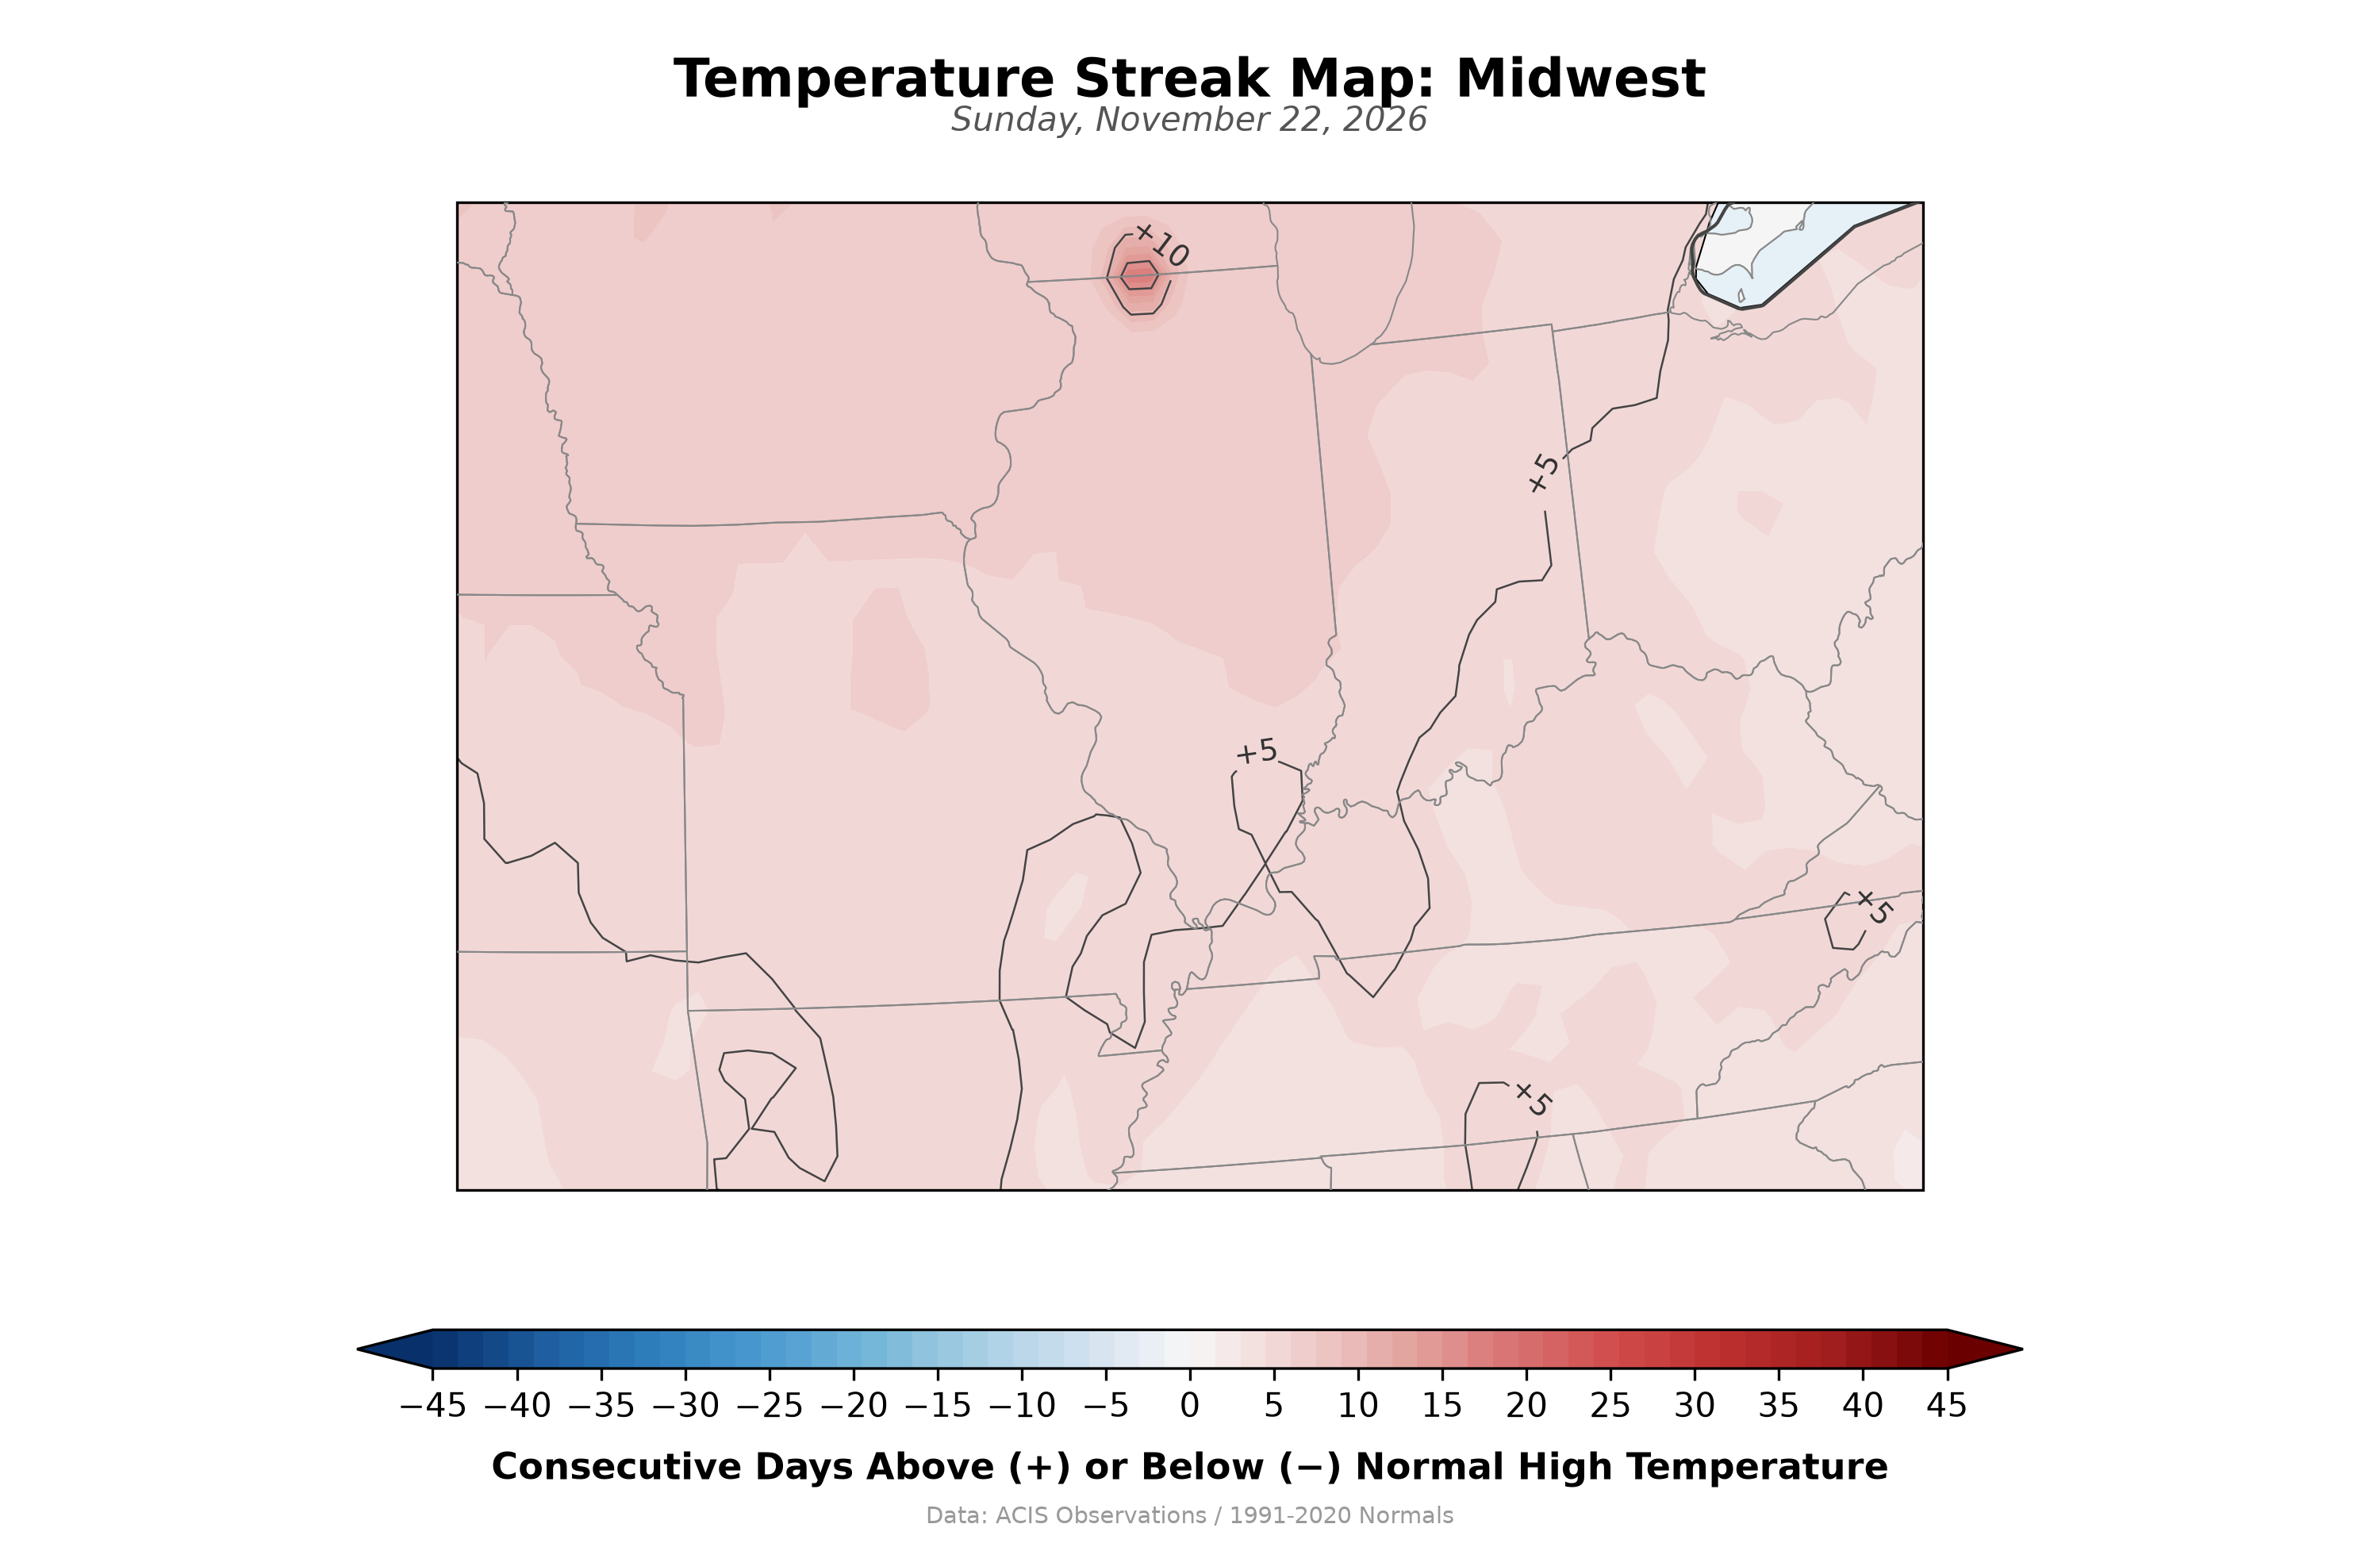 Temperature Streak Map: Midwest
Sunday, November 22, 2026
+10
+5
+5
+5
+5
−45 −40 −35 −30 −25 −20 −15 −10 −5 0 5 10 15 20 25 30 35 40 45
Consecutive Days Above (+) or Below (−) Normal High Temperature
Data: ACIS Observations / 1991-2020 Normals